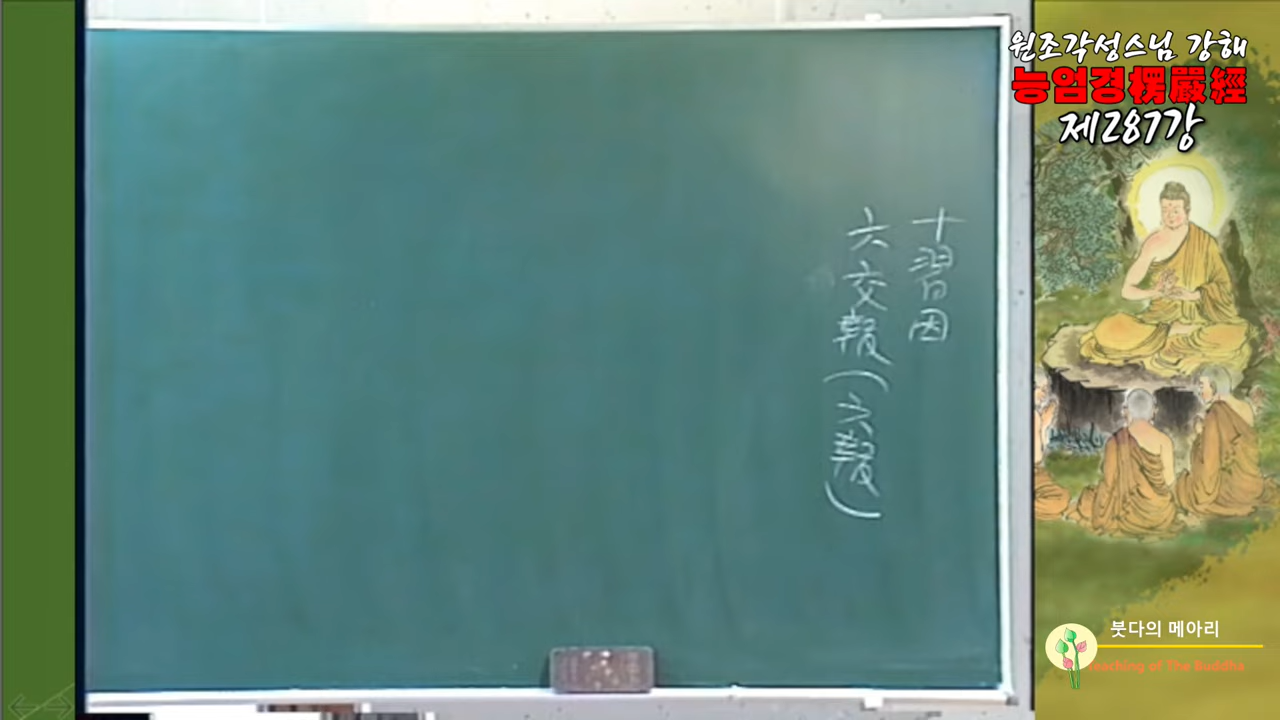 원조각성스님 강해
능엄경楞嚴經
제287강
十習因
六交報(六報)
붓다의 메아리
Teaching of The Buddha